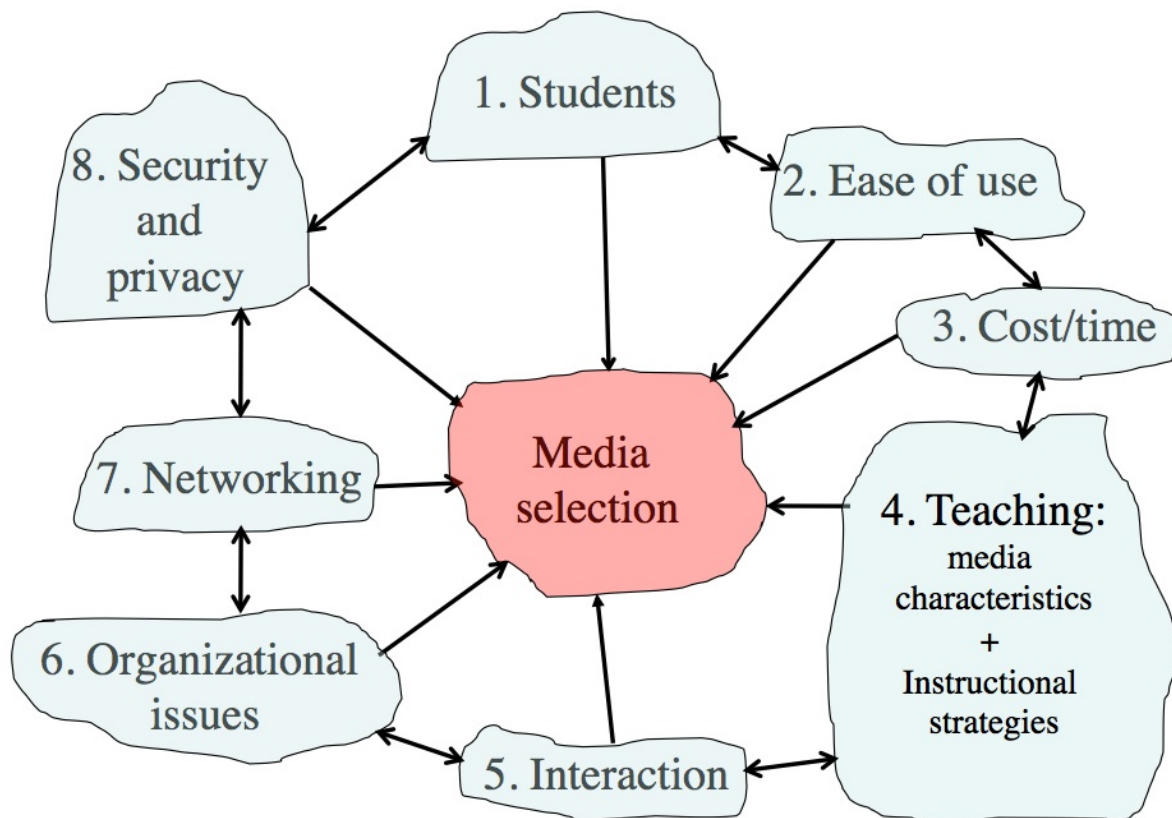 1. Students
2. Ease of use
3. Cost/time
4. Teaching:
media
characteristics
+
Instructional
strategies
5. Interaction
6. Organizational
issues
7. Networking
8. Security
and
privacy
Media
selection